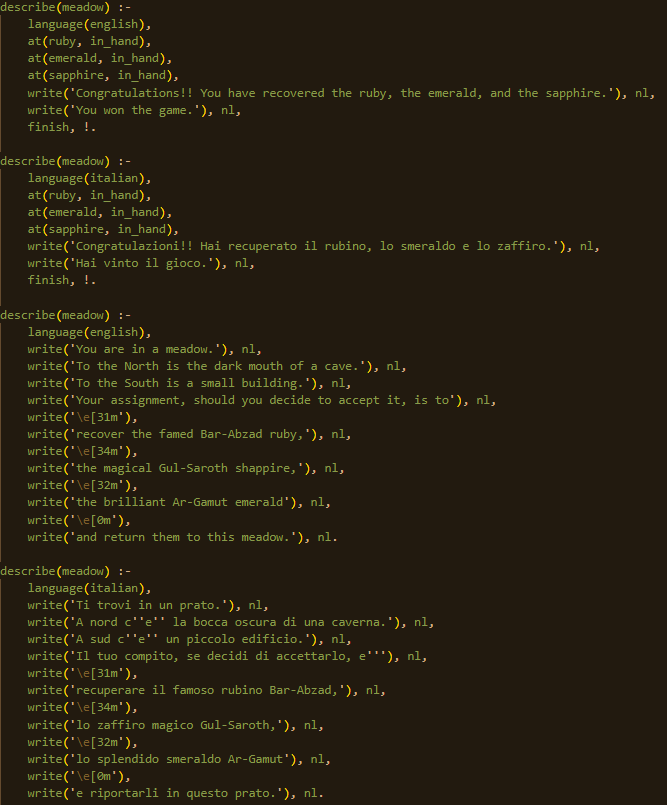 describe(meadow) :-
    language(english),
    at(ruby, in_hand),
    at(emerald, in_hand),
    at(sapphire, in_hand),
    write('Congratulations!! You have recovered the ruby, the emerald, and the sapphire.'), nl,
    write('You won the game.'), nl,
    finish, !.

describe(meadow) :-
    language(italian),
    at(ruby, in_hand),
    at(emerald, in_hand),
    at(sapphire, in_hand),
    write('Congratulazioni!! Hai recuperato il rubino, lo smeraldo e lo zaffiro.'), nl,
    write('Hai vinto il gioco.'), nl,
    finish, !.

describe(meadow) :-
    language(english),
    write('You are in a meadow.'), nl,
    write('To the North is the dark mouth of a cave.'), nl,
    write('To the South is a small building.'), nl,
    write('Your assignment, should you decide to accept it, is to'), nl,
    write('\e[31m'),
    write('recover the famed Bar-Abzad ruby,'), nl,
    write('\e[34m'),
    write('the magical Gul-Saroth shappire,'), nl,
    write('\e[32m'),
    write('the brilliant Ar-Gamut emerald'), nl,
    write('\e[0m'),
    write('and return them to this meadow.'), nl.

describe(meadow) :-
    language(italian),
    write('Ti trovi in un prato.'), nl,
    write('A nord c''e'' la bocca oscura di una caverna.'), nl,
    write('A sud c''e'' un piccolo edificio.'), nl,
    write('Il tuo compito, se decidi di accettarlo, e'''), nl,
    write('\e[31m'),
    write('recuperare il famoso rubino Bar-Abzad,'), nl,
    write('\e[34m'),
    write('lo zaffiro magico Gul-Saroth,'), nl,
    write('\e[32m'),
    write('lo splendido smeraldo Ar-Gamut'), nl,
    write('\e[0m'),
    write('e riportarli in questo prato.'), nl.